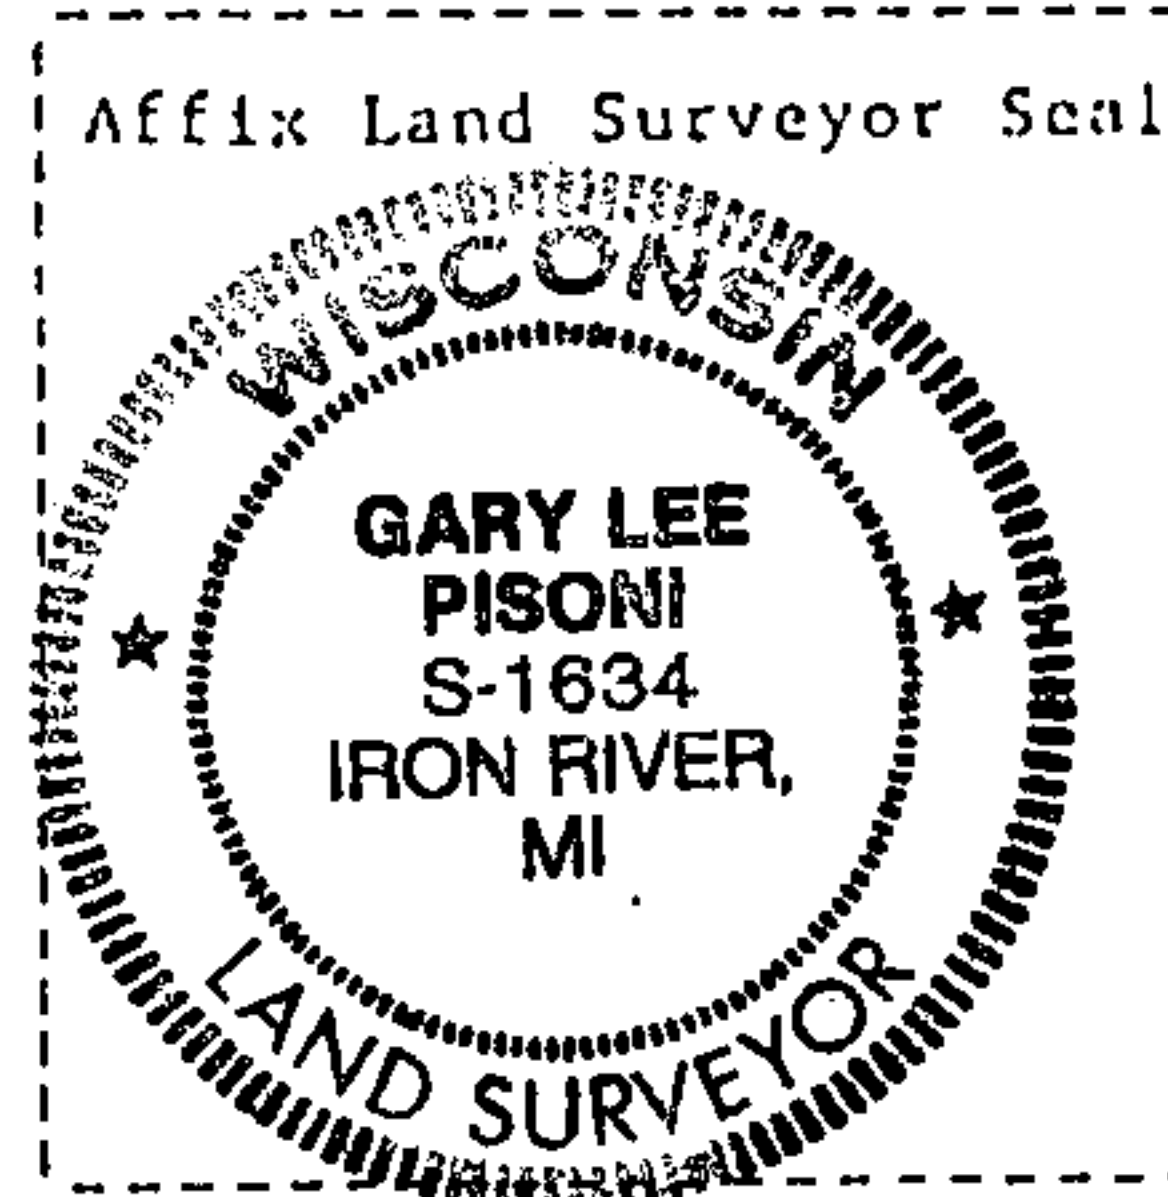 Affix Land Surveyor Seal
WISCONSIN
GARY LEE
PISONI
S-1634
IRON RIVER,
MI
LAND SURVEYOR